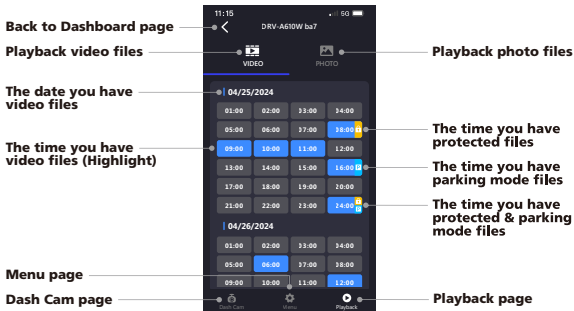 11:15
5G
Back to Dashboard page
DRV-A610W ba7
Playback video files
Playback photo files
VIDEO
PHOTO
The date you have
video files
04/25/2024
01:00 02:00 33:00 34:00
05:00 06:00 37:00 38:00
The time you have
protected files
The time you have
video files (Highlight)
09:00 10:00 11:00 12:00
13:00 14:00 15:00 16:00 P
The time you have
parking mode files
17:00 18:00 19:00 20:00
21:00 22:00 23:00 24:00 P
The time you have
protected & parking
mode files
04/26/2024
01:00 02:00 33:00 34:00
05:00 06:00 37:00 38:00
Menu page
09:00 10:00 11:00 12:00
Dash Cam page
Dash Cam
Menu
Playback
Playback page